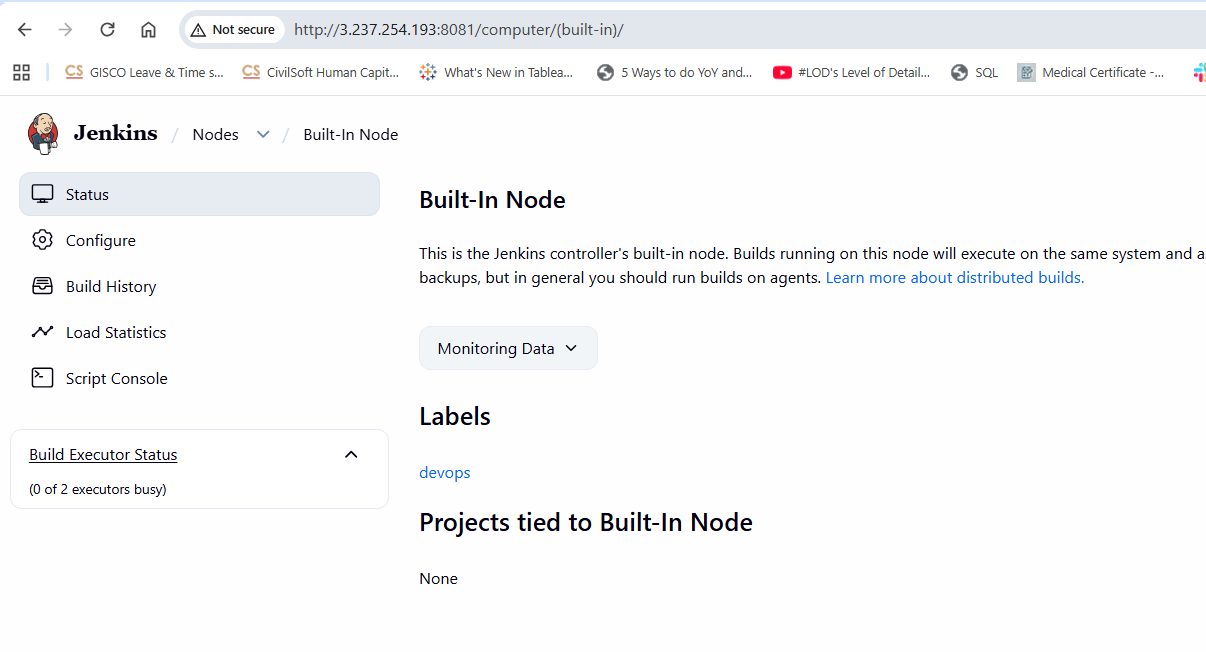 Not secure http://3.237.254.193:8081/computer/(built-in)/
CS GISCO Leave & Time s... CS CivilSoft Human Capit... What's New in Tablea... 5 Ways to do YoY and... #LOD's Level of Detail... SQL Medical Certificate -...
Jenkins / Nodes / Built-In Node
Status
Configure
Build History
Load Statistics
Script Console
Build Executor Status
(0 of 2 executors busy)
Built-In Node
This is the Jenkins controller's built-in node. Builds running on this node will execute on the same system and a
backups, but in general you should run builds on agents. Learn more about distributed builds.
Monitoring Data
Labels
devops
Projects tied to Built-In Node
None